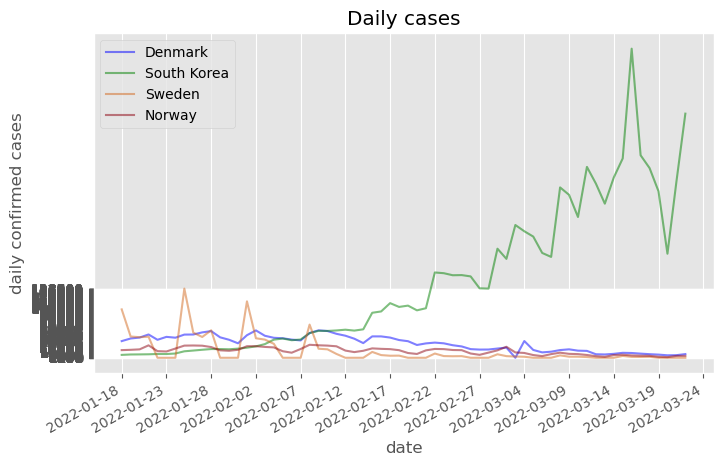 Daily cases
Denmark
South Korea
Sweden
Norway
daily confirmed cases
2022-01-18
2022-01-23
2022-01-28
2022-02-02
2022-02-07
2022-02-12
2022-02-17
2022-02-22
2022-02-27
2022-03-04
2022-03-09
2022-03-14
2022-03-19
2022-03-24
date